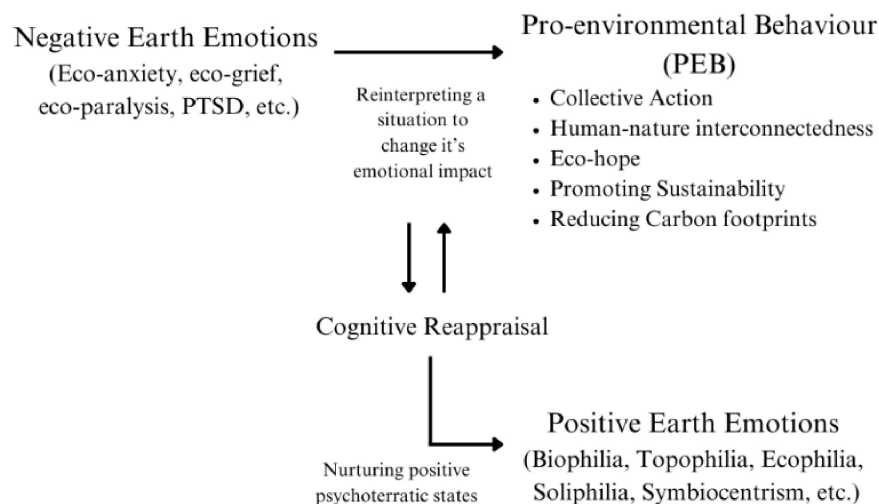 Negative Earth Emotions
(Eco-anxiety, eco-grief,
eco-paralysis, PTSD, etc.)
Reinterpreting a
situation to
change it's
emotional impact
Pro-environmental Behaviour
(PEB)
• Collective Action
• Human-nature interconnectedness
• Eco-hope
• Promoting Sustainability
• Reducing Carbon footprints
Cognitive Reappraisal
Nurturing positive
psychoterratic states
Positive Earth Emotions
(Biophilia, Topophilia, Ecophilia,
Soliphilia, Symbiocentrism, etc.)